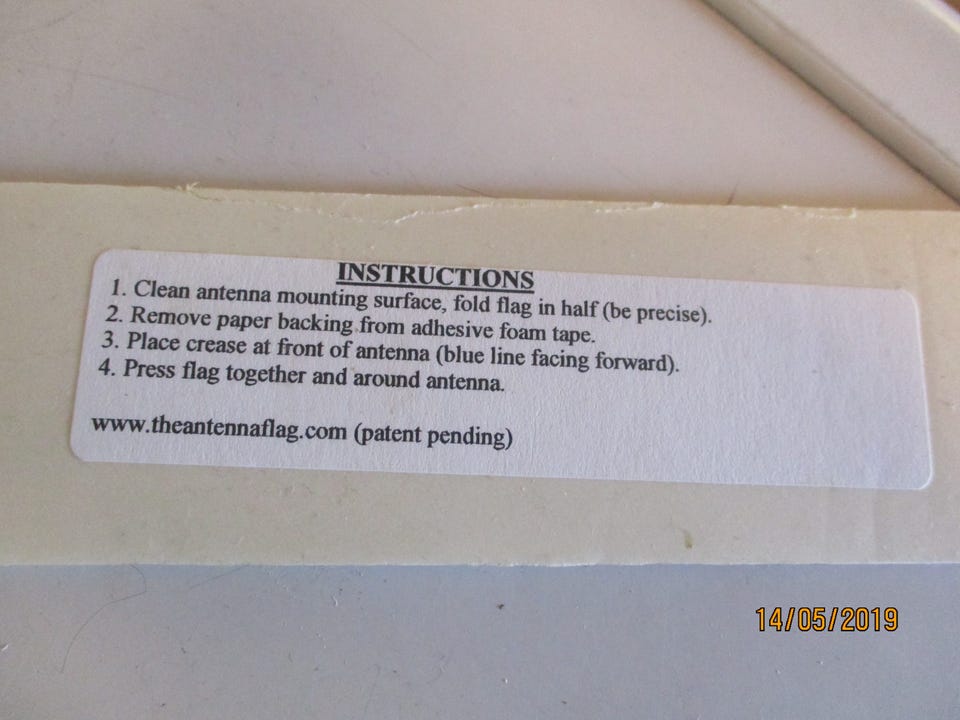 INSTRUCTIONS
1. Clean antenna mounting surface, fold flag in half (be precise).
2. Remove paper backing from adhesive foam tape.
3. Place crease at front of antenna (blue line facing forward).
4. Press flag together and around antenna.
www.theantennaflag.com (patent pending)
14/05/2019